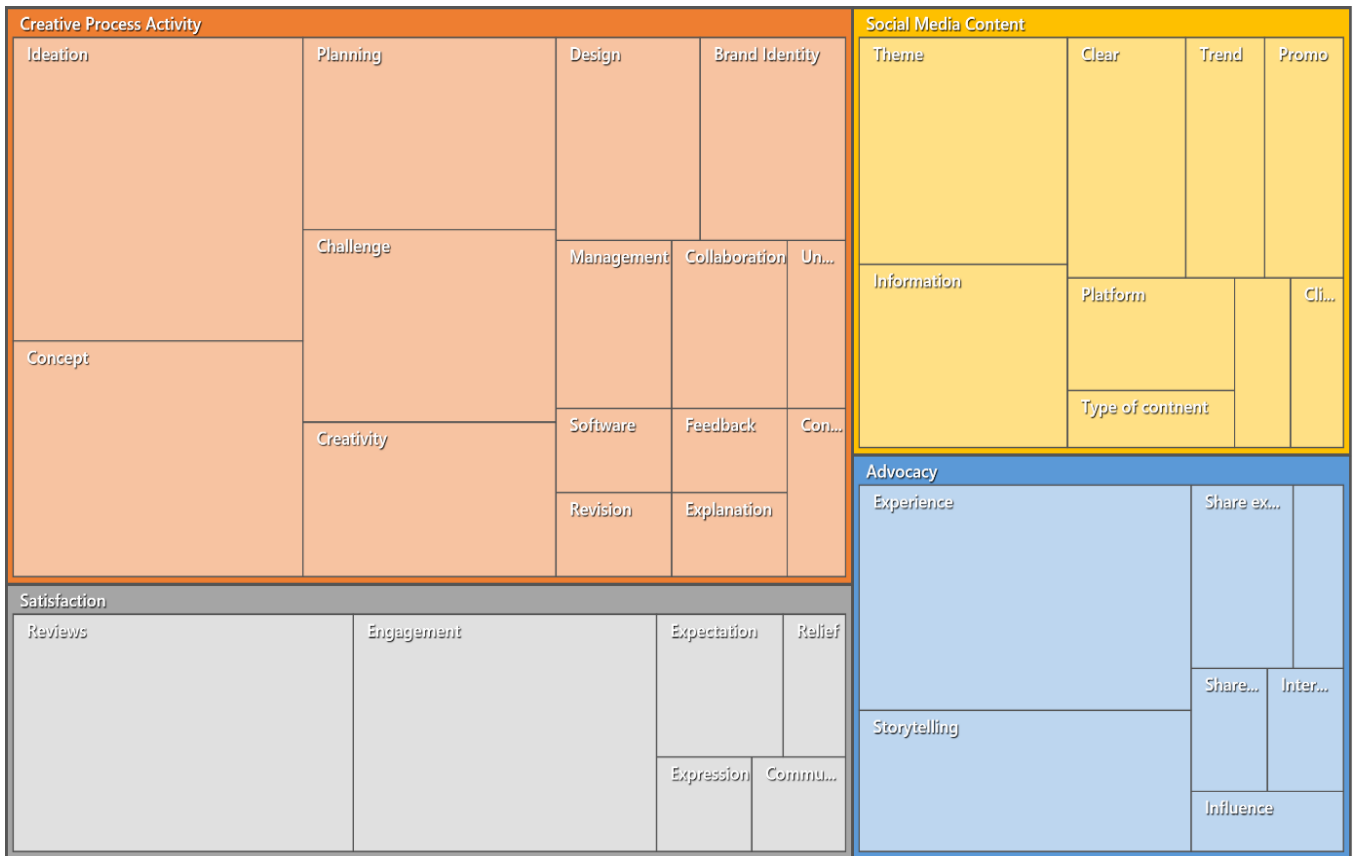 Creative Process Activity
Ideation
Planning
Design
Brand Identity
Challenge
Management
Collaboration
Un...
Concept
Creativity
Software
Feedback
Con...
Revision
Explanation
Social Media Content
Theme
Clear
Trend
Promo
Information
Platform
Cli...
Type of contnent
Satisfaction
Reviews
Engagement
Expectation
Relief
Expression
Commu...
Advocacy
Experience
Share ex...
Share...
Inter...
Storytelling
Influence